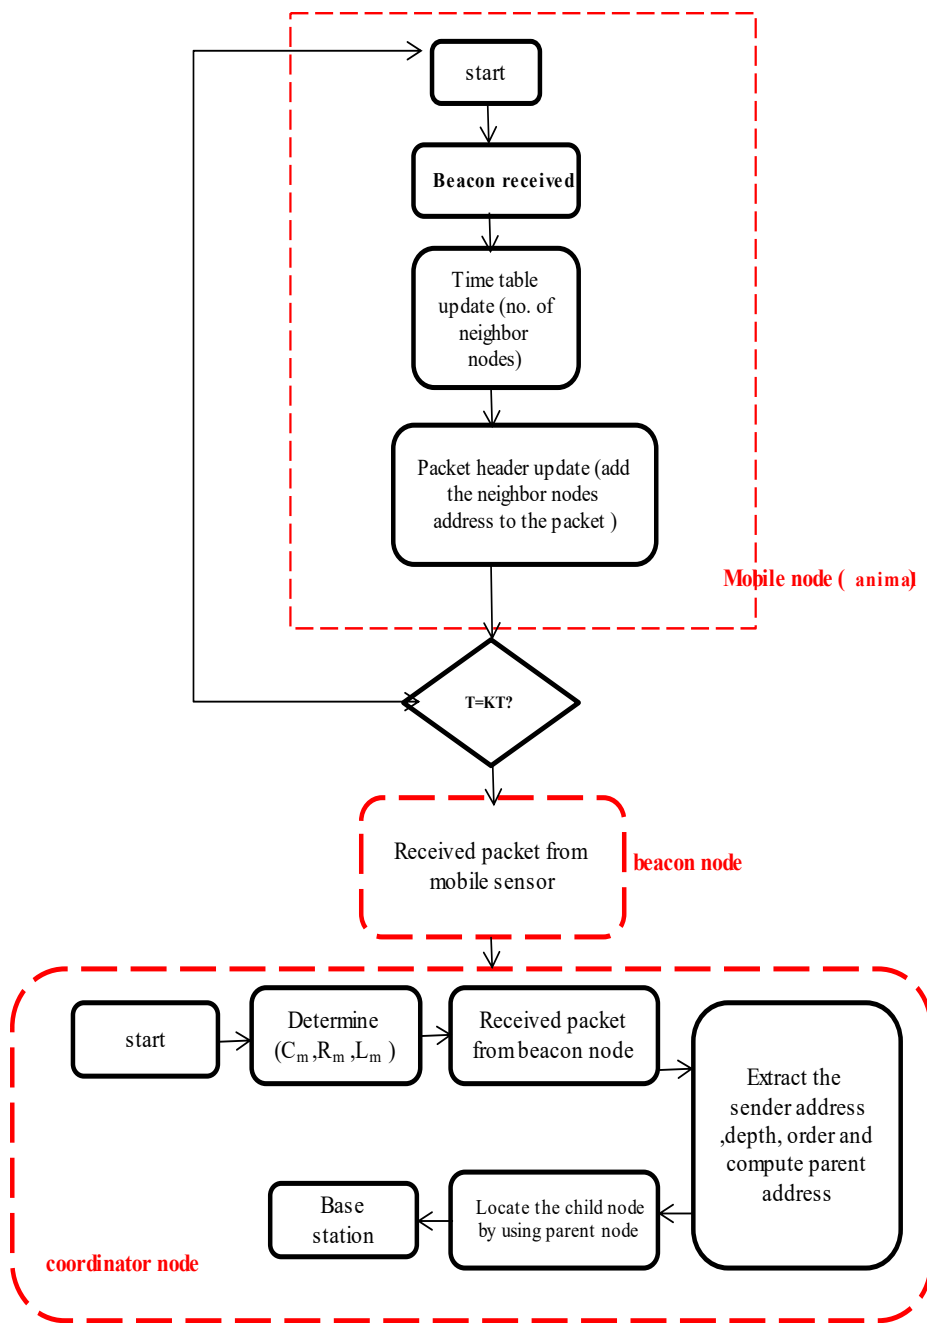 start
Beacon received
Time table
update (no. of
neighbor
nodes)
Packet header update (add
the neighbor nodes
address to the packet )
Mobile node ( animal)
T=KT?
Received packet from
mobile sensor
beacon node
start
Determine
(Cm ,Rm ,Lm )
Received packet
from beacon node
Extract the
sender address
,depth, order and
compute parent
address
Locate the child node
by using parent node
Base
station
coordinator node